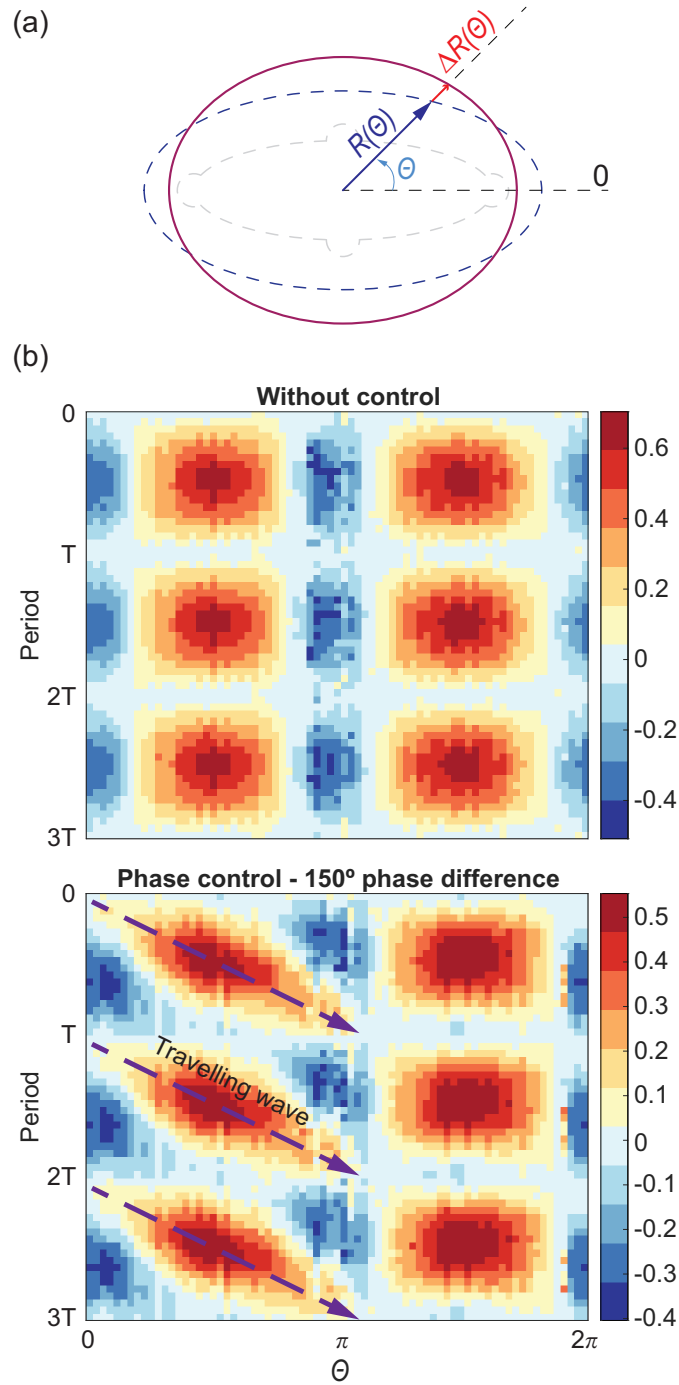 (a)
ΔR(Θ)
R(Θ)
Θ
0
(b)
Without control
0
T
2T
3T
Period
0.6
0.4
0.2
0
-0.2
-0.4
Phase control - 150º phase difference
0
T
2T
3T
Period
Travelling wave
0.5
0.4
0.3
0.2
0.1
0
-0.1
-0.2
-0.3
-0.4
0
π
2π
Θ